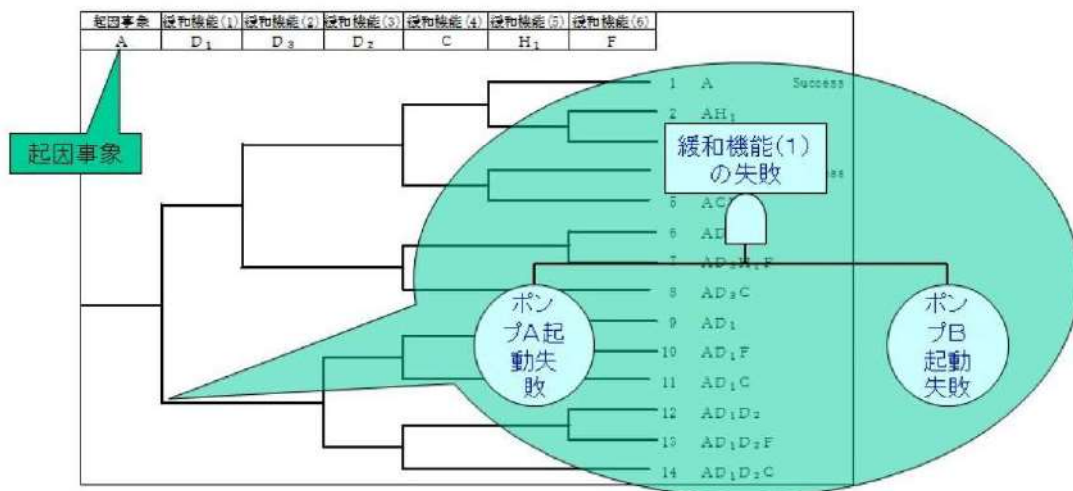 起因事象 緩和機能(1) 緩和機能(2) 緩和機能(3) 緩和機能(4) 緩和機能(5) 緩和機能(6)
A D₁ D₃ D₂ C H₁ F
起因事象
1 A Success
2 AH₁
緩和機能(1)
の失敗
5
6
7
8 AD₃C
9 AD₁
10 AD₁F
11 AD₁C
12 AD₁D₂
13 AD₁D₂F
14 AD₁D₂C
ポン
プA起
動失
敗
ポン
プB
起動
失敗